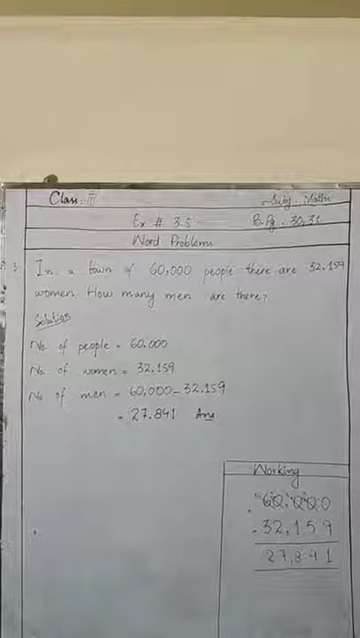 Class: III Subj. Maths
Ex # 3.5 B.Pg. 30,31
Word Problems
3. In a town of 60,000 people there are 32,159
women. How many men are there?
Solution
No. of people = 60,000
No. of women = 32,159
No. of men = 60,000 - 32,159
= 27,841 Ans
Working
60,000
- 32,159
27,841